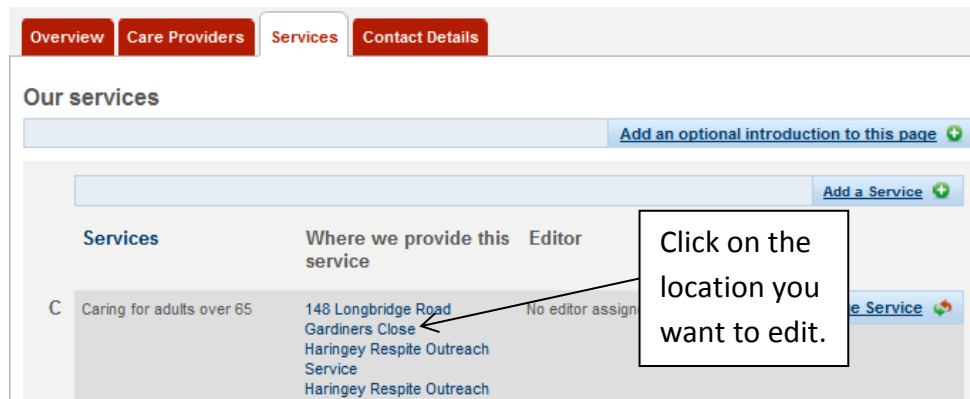 Overview Care Providers Services Contact Details
Our services
Add an optional introduction to this page
Add a Service
Services Where we provide this service Editor
C Caring for adults over 65 148 Longbridge Road No editor assign e Service
Gardiners Close
Haringey Respite Outreach
Service
Haringey Respite Outreach
Click on the
location you
want to edit.